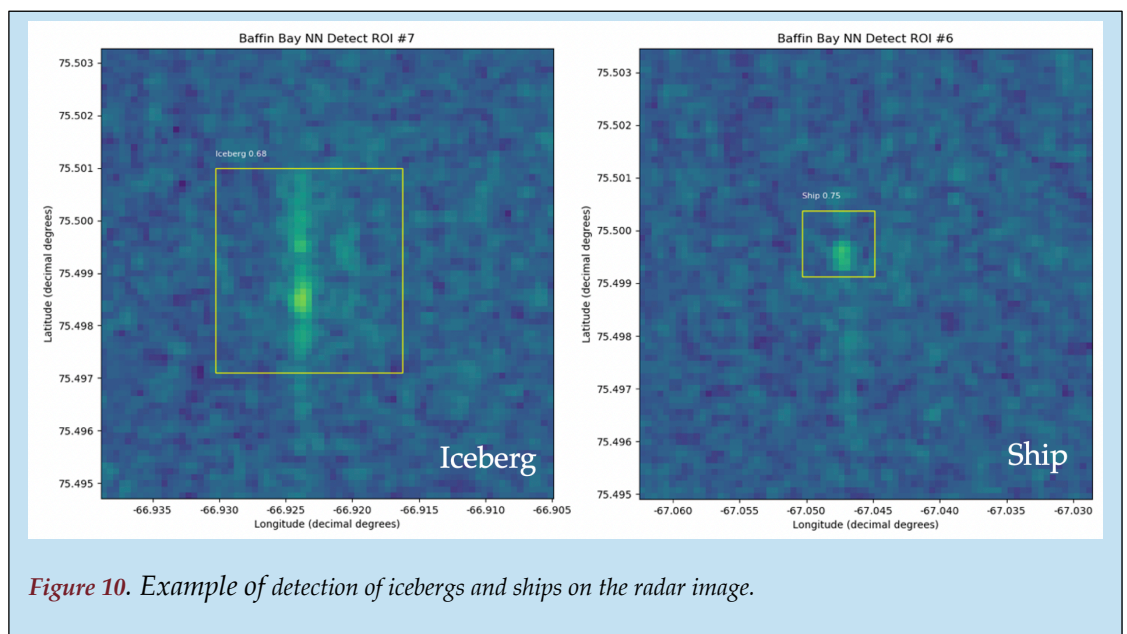 Baffin Bay NN Detect ROI #7
75.503
75.502
75.501
75.500
75.499
75.498
75.497
75.496
75.495
Latitude (decimal degrees)
Iceberg 0.68
Iceberg
-66.935 -66.930 -66.925 -66.920 -66.915 -66.910 -66.905
Longitude (decimal degrees)
Baffin Bay NN Detect ROI #6
75.503
75.502
75.501
75.500
75.499
75.498
75.497
75.496
75.495
Latitude (decimal degrees)
Ship 0.75
Ship
-67.060 -67.055 -67.050 -67.045 -67.040 -67.035 -67.030
Longitude (decimal degrees)
Figure 10. Example of detection of icebergs and ships on the radar image.